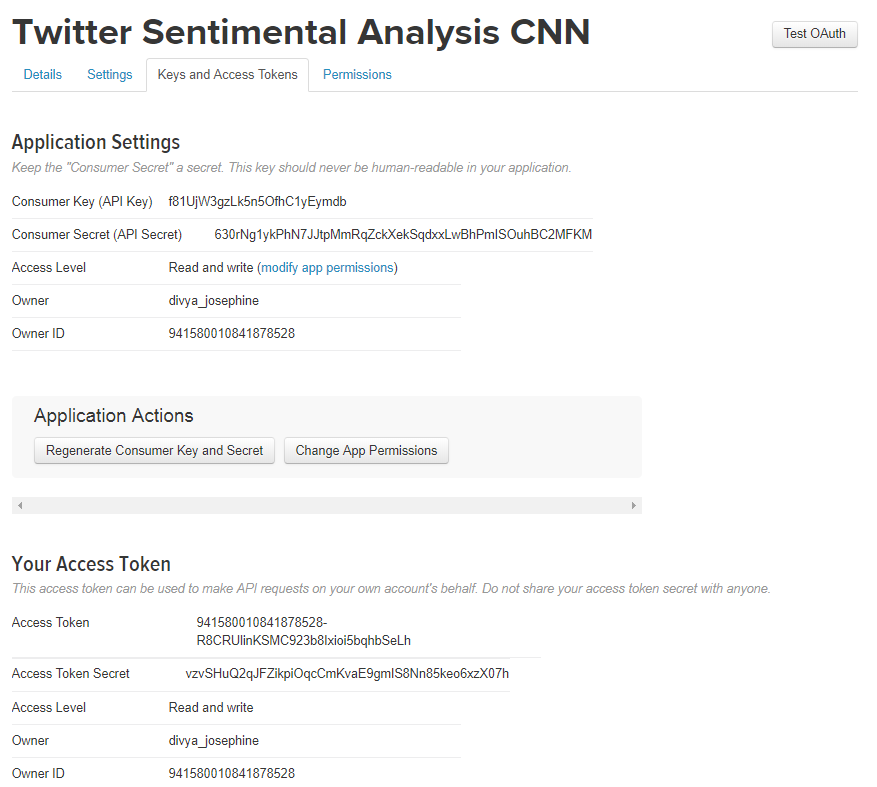 Twitter Sentimental Analysis CNN
Test OAuth
Details Settings Keys and Access Tokens Permissions
Application Settings
Keep the "Consumer Secret" a secret. This key should never be human-readable in your application.
Consumer Key (API Key) f81UjW3gzLk5n5OfhC1yEymdb
Consumer Secret (API Secret)
Access Level Read and write (modify app permissions)
Owner divya_josephine
Owner ID 941580010841878528
Application Actions
Regenerate Consumer Key and Secret Change App Permissions
Your Access Token
This access token can be used to make API requests on your own account's behalf. Do not share your access token secret with anyone.
Access Token 941580010841878528-
Access Token Secret
Access Level Read and write
Owner divya_josephine
Owner ID 941580010841878528